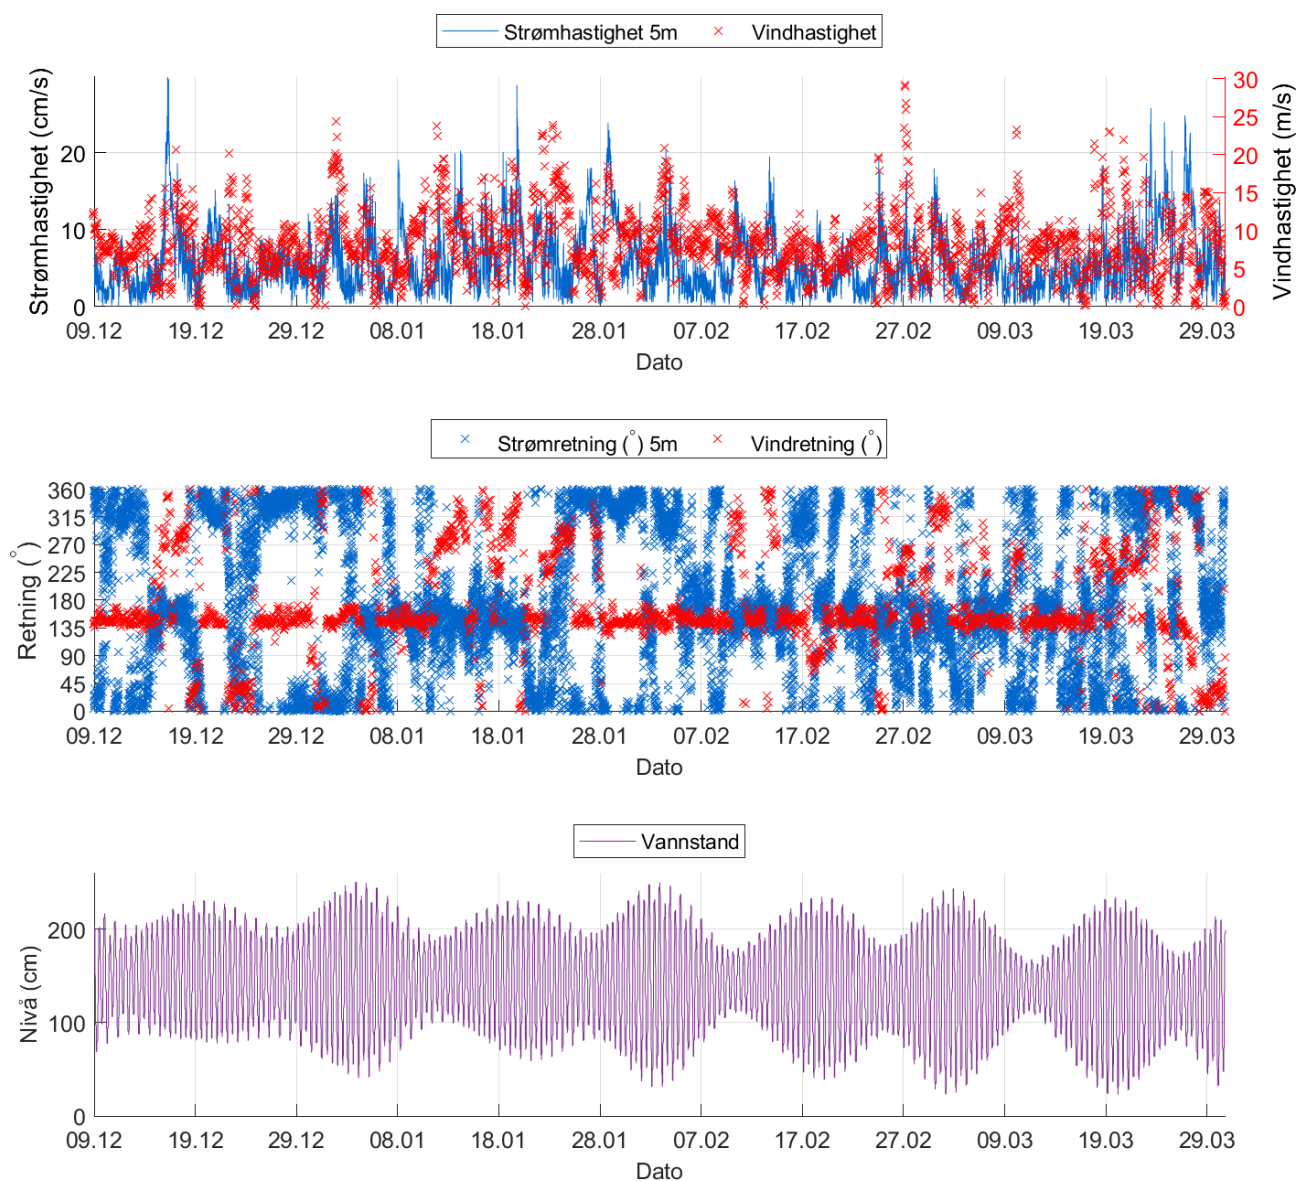 Strømhastighet 5m Vindhastighet
Strømhastighet (cm/s)
Vindhastighet (m/s)
30
25
20 20
15
10 10
5
0 0
09.12 19.12 29.12 08.01 18.01 28.01 07.02 17.02 27.02 09.03 19.03 29.03
Dato
Strømretning (°) 5m Vindretning (°)
Retning (°)
360
315
270
225
180
135
90
45
0
09.12 19.12 29.12 08.01 18.01 28.01 07.02 17.02 27.02 09.03 19.03 29.03
Dato
Vannstand
Nivå (cm)
200
100
0
09.12 19.12 29.12 08.01 18.01 28.01 07.02 17.02 27.02 09.03 19.03 29.03
Dato